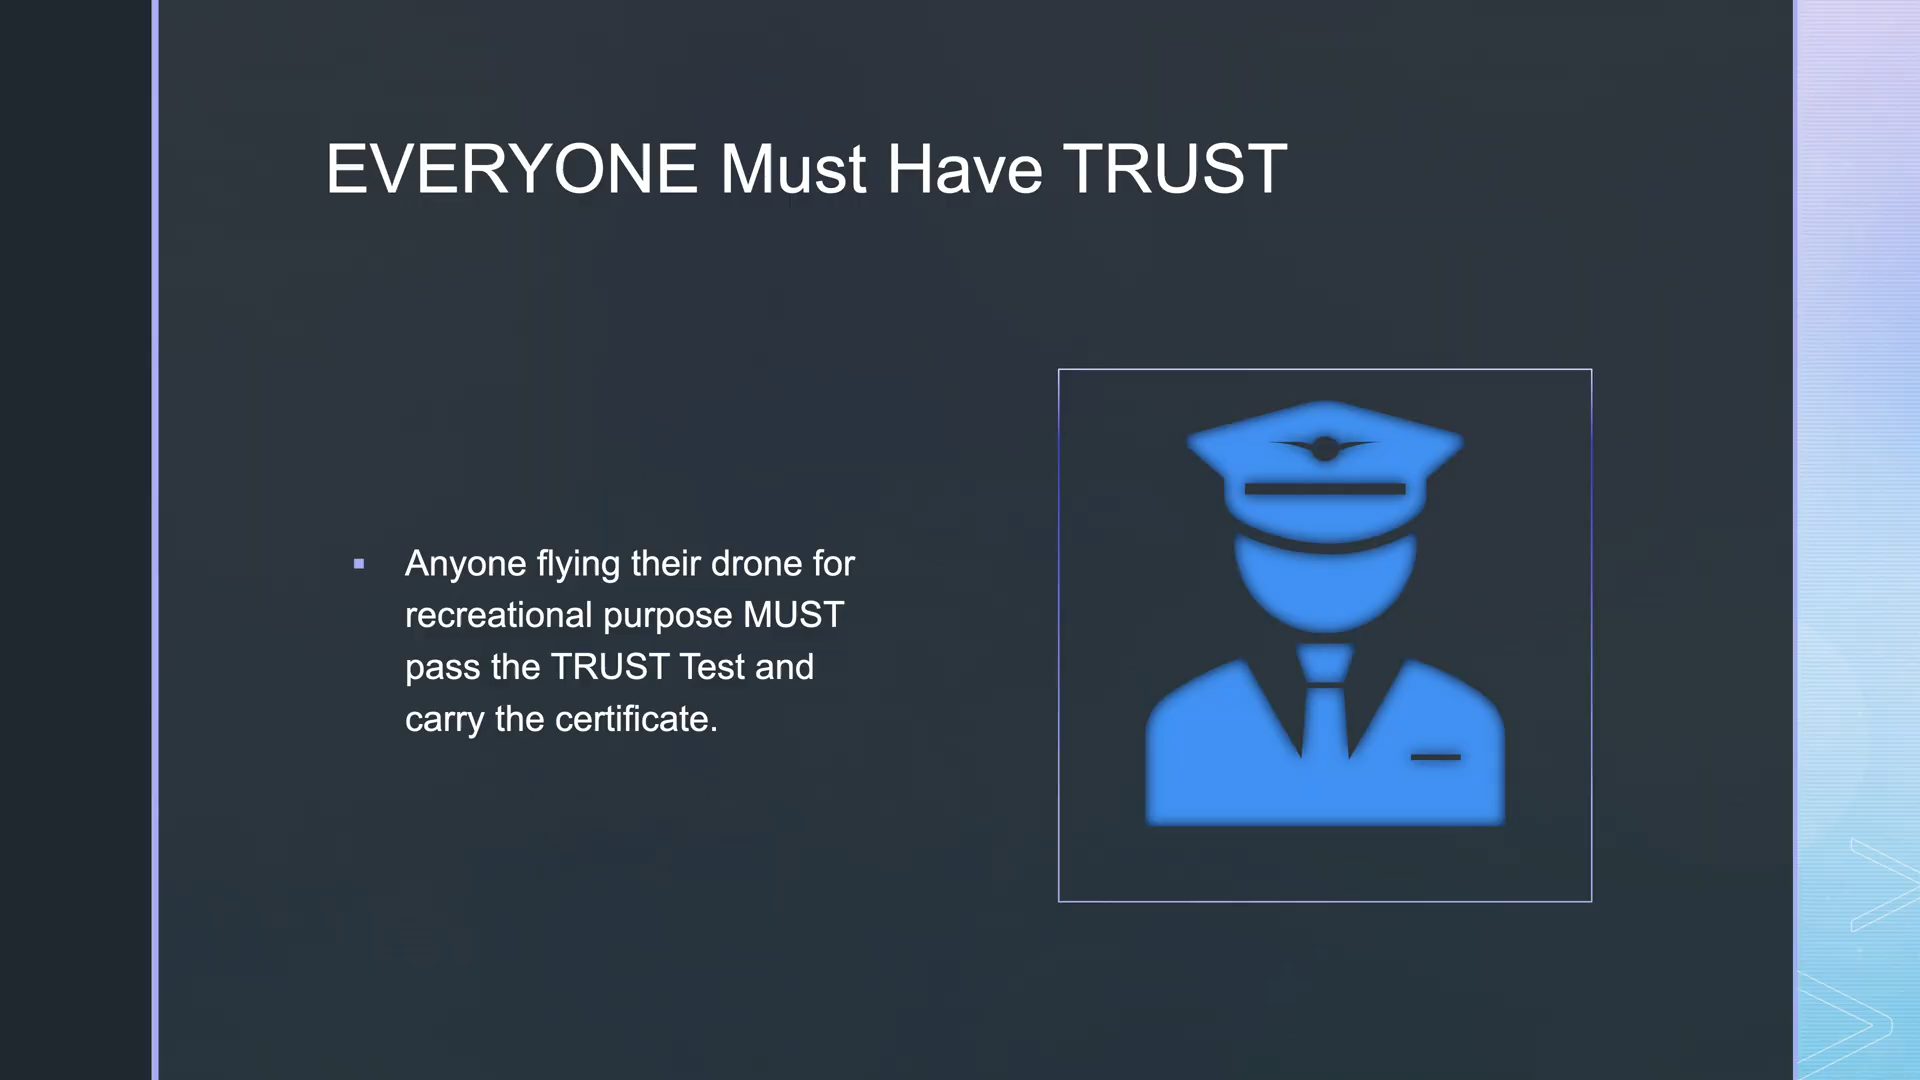 EVERYONE Must Have TRUST
▪ Anyone flying their drone for
recreational purpose MUST
pass the TRUST Test and
carry the certificate.